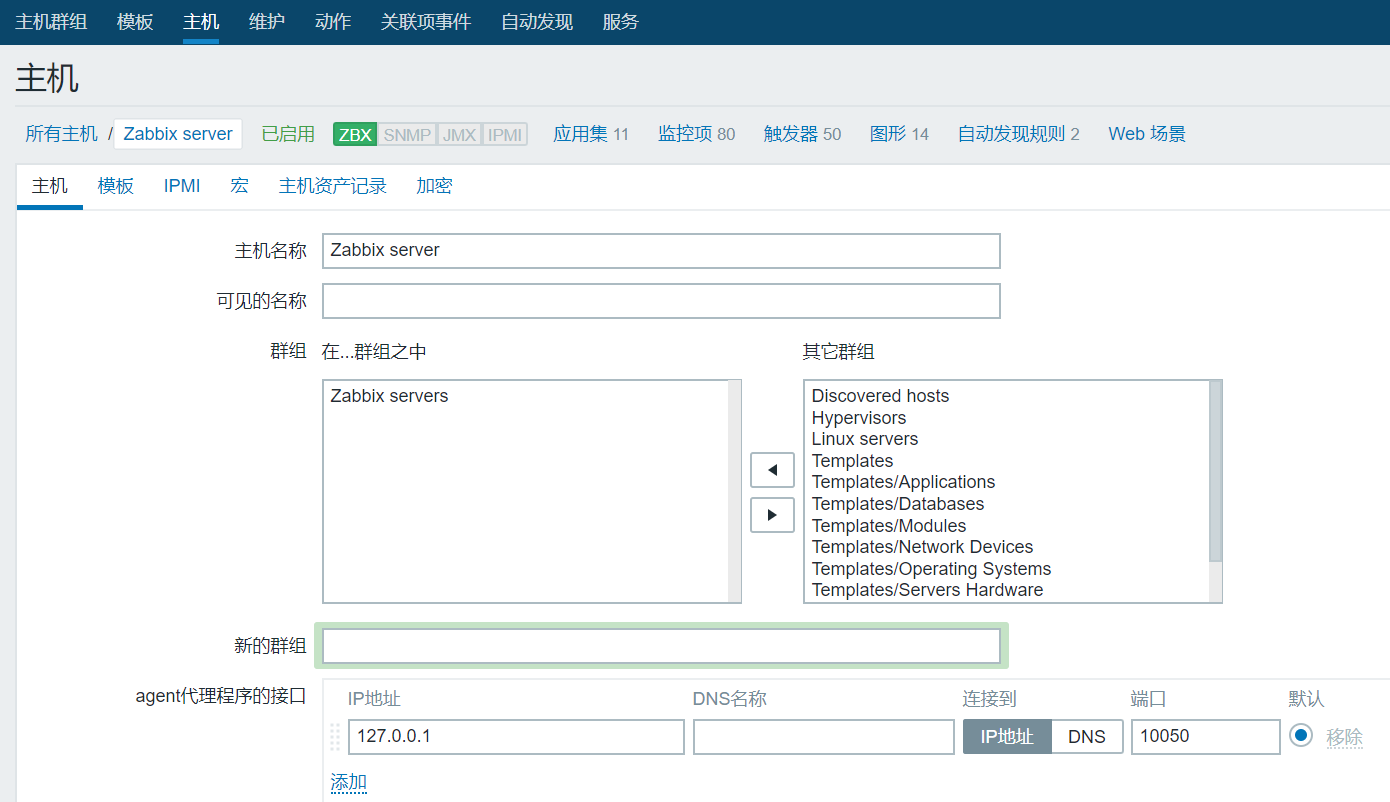 主机群组 模板 主机 维护 动作 关联项事件 自动发现 服务
主机
所有主机 / Zabbix server 已启用 ZBX SNMP JMX IPMI 应用集 11 监控项 80 触发器 50 图形 14 自动发现规则 2 Web 场景
主机 模板 IPMI 宏 主机资产记录 加密
主机名称 Zabbix server
可见的名称
群组 在...群组之中 其它群组
Zabbix servers
Discovered hosts
Hypervisors
Linux servers
Templates
Templates/Applications
Templates/Databases
Templates/Modules
Templates/Network Devices
Templates/Operating Systems
Templates/Servers Hardware
新的群组
agent代理程序的接口 IP地址 DNS名称 连接到 端口 默认
127.0.0.1 IP地址 DNS 10050 移除
添加